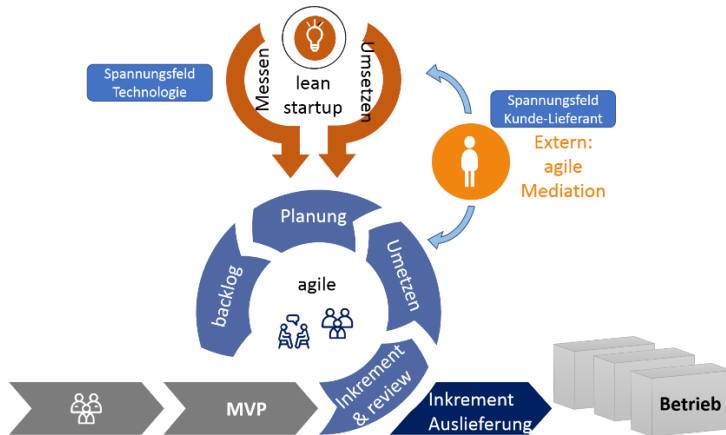 Spannungsfeld
Technologie
Messen
Umsetzen
lean
startup
Spannungsfeld
Kunde-Lieferant
Extern:
agile
Mediation
Planung
backlog
Umetzen
agile
MVP
Inkrement
& review
Inkrement
Auslieferung
Betrieb